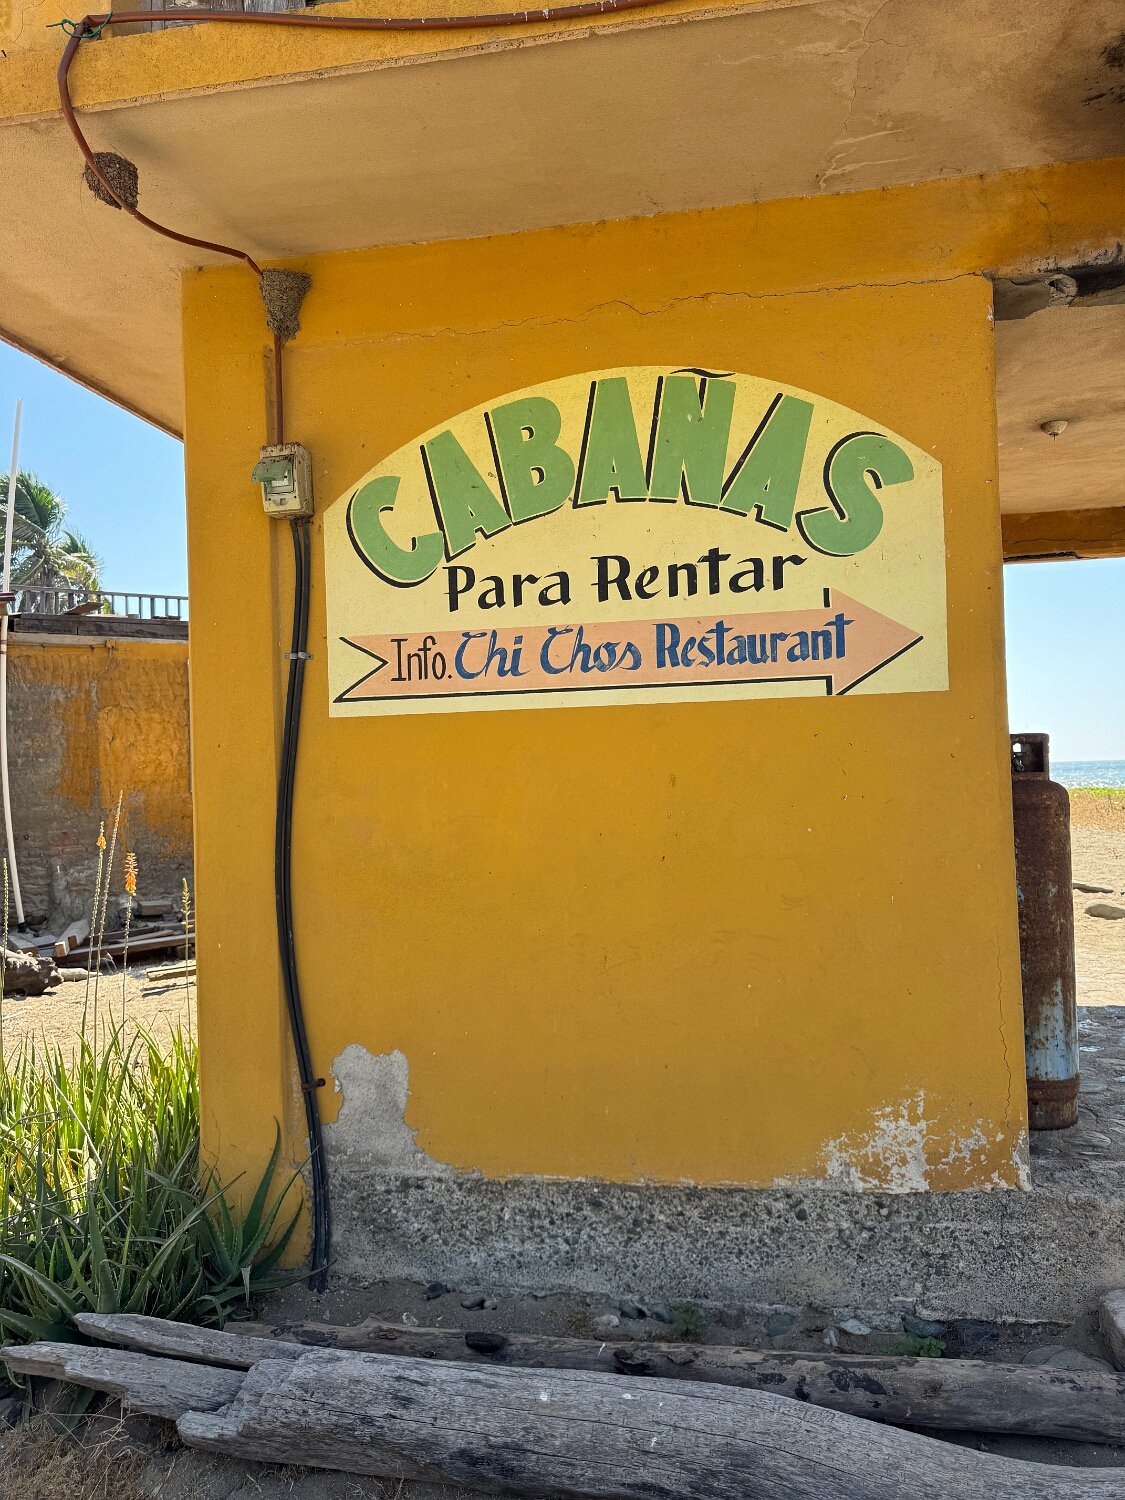 CABAÑAS
Para Rentar
Info. Chi Chos Restaurant